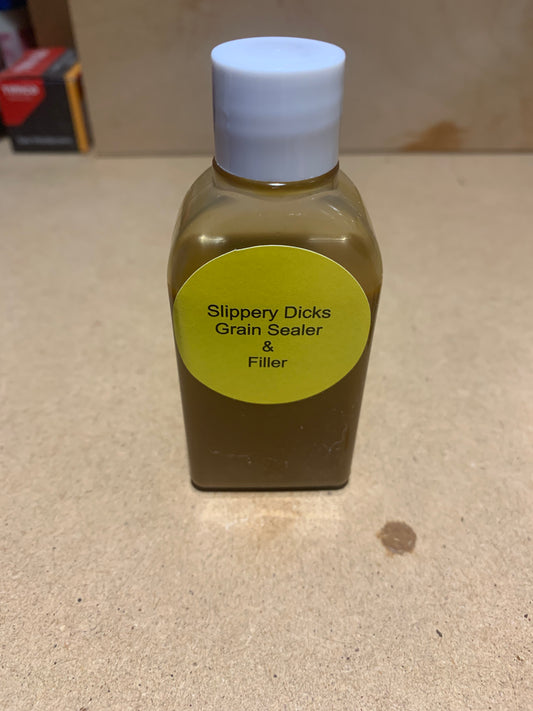 Slippery Dicks
Grain Sealer
&
Filler